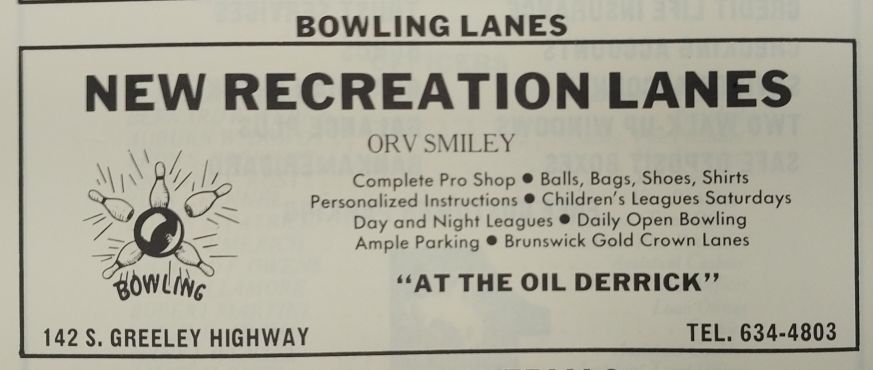 BOWLING LANES
NEW RECREATION LANES
ORV SMILEY
Complete Pro Shop ● Balls, Bags, Shoes, Shirts
Personalized Instructions ● Children's Leagues Saturdays
Day and Night Leagues ● Daily Open Bowling
Ample Parking ● Brunswick Gold Crown Lanes
BOWLING
"AT THE OIL DERRICK"
142 S. GREELEY HIGHWAY
TEL. 634-4803